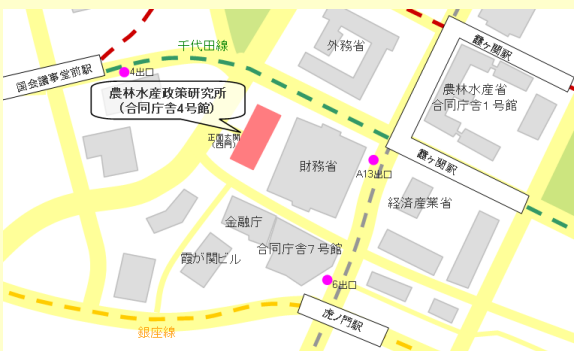 千代田線
外務省
霞ヶ関駅
4出口
国会議事堂前駅
農林水産政策研究所
(合同庁舎4号館)
農林水産省
合同庁舎1号館
正面玄関
(西門)
財務省
A13出口
霞ヶ関駅
経済産業省
金融庁
合同庁舎7号館
霞が関ビル
6出口
虎ノ門駅
銀座線